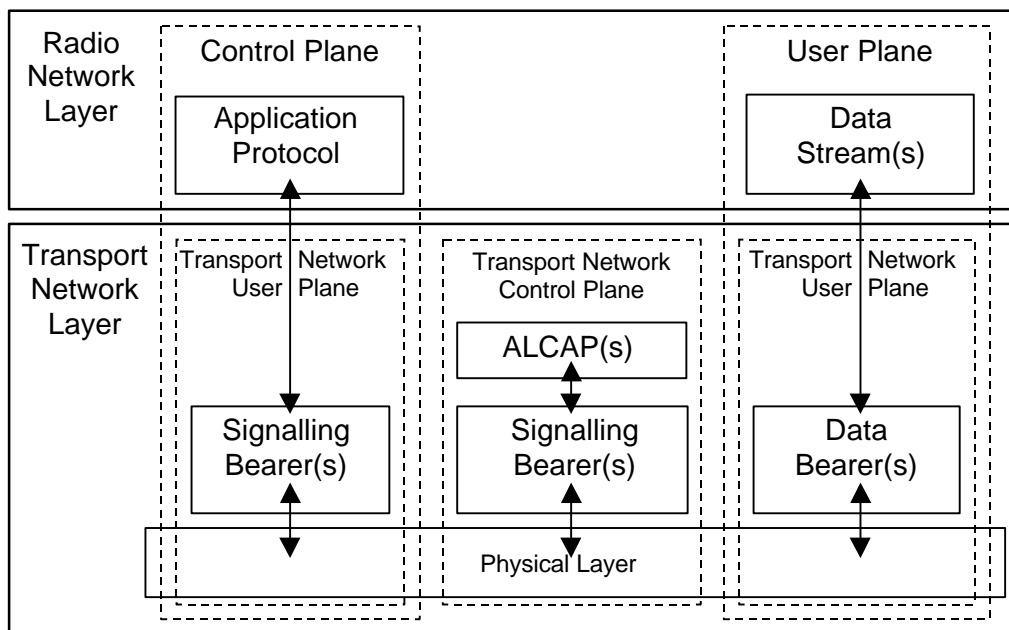 Radio
Network
Layer
Control Plane
User Plane
Application
Protocol
Data
Stream(s)
Transport
Network
Layer
Transport Network
User Plane
Transport Network
Control Plane
Transport Network
User Plane
ALCAP(s)
Signalling
Bearer(s)
Signalling
Bearer(s)
Data
Bearer(s)
Physical Layer